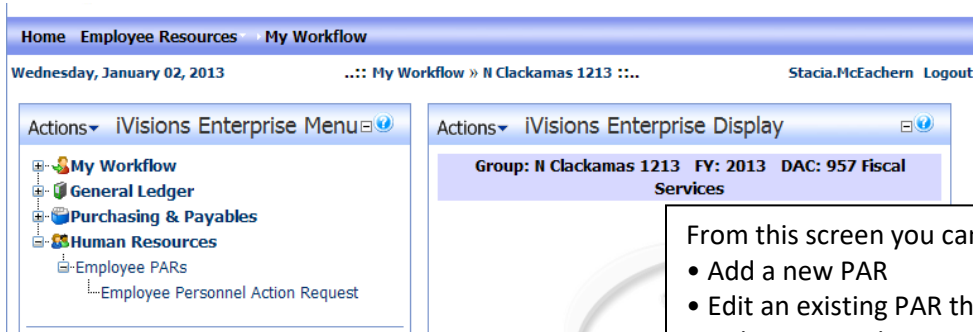 Home Employee Resources My Workflow
Wednesday, January 02, 2013 ..:: My Workflow » N Clackamas 1213 ::.. Stacia.McEachern Logout
Actions iVisions Enterprise Menu
My Workflow
General Ledger
Purchasing & Payables
Human Resources
Employee PARs
Employee Personnel Action Request
Actions iVisions Enterprise Display
Group: N Clackamas 1213 FY: 2013 DAC: 957 Fiscal
Services
From this screen you
• Add a new PAR
• Edit an existing PAR